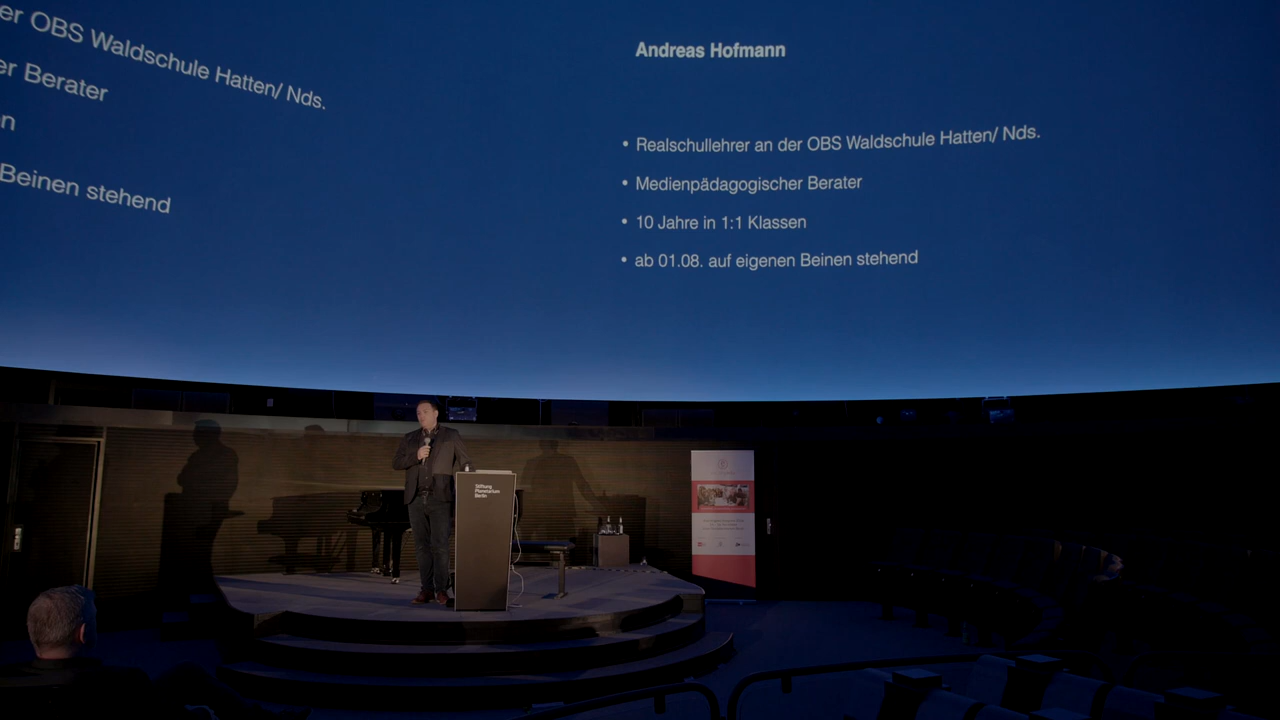 er OBS Waldschule Hatten/ Nds.
er Berater
n
Beinen stehend
Andreas Hofmann
• Realschullehrer an der OBS Waldschule Hatten/ Nds.
• Medienpädagogischer Berater
• 10 Jahre in 1:1 Klassen
• ab 01.08. auf eigenen Beinen stehend
Stiftung
Planetarium
Berlin